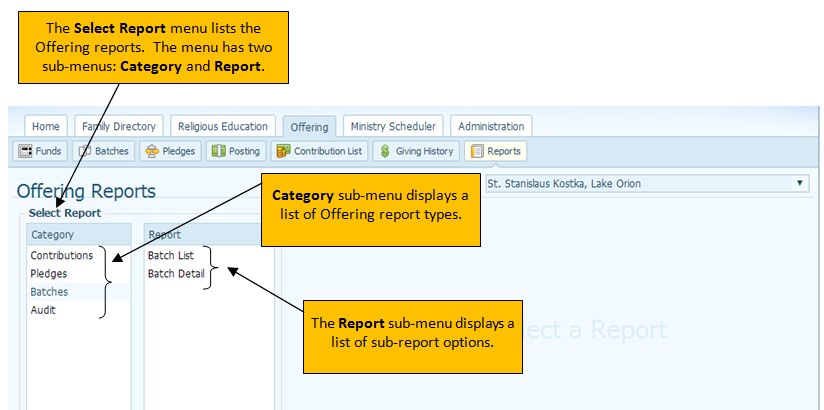 The Select Report menu lists the
Offering reports. The menu has two
sub-menus: Category and Report.
Home
Family Directory
Religious Education
Offering
Ministry Scheduler
Administration
Funds
Batches
Pledges
Posting
Contribution List
Giving History
Reports
Offering Reports
St. Stanislaus Kostka, Lake Orion
Category sub-menu displays a
list of Offering report types.
Select Report
Category
Report
Contributions
Pledges
Batches
Audit
Batch List
Batch Detail
The Report sub-menu displays a
list of sub-report options.
a Report